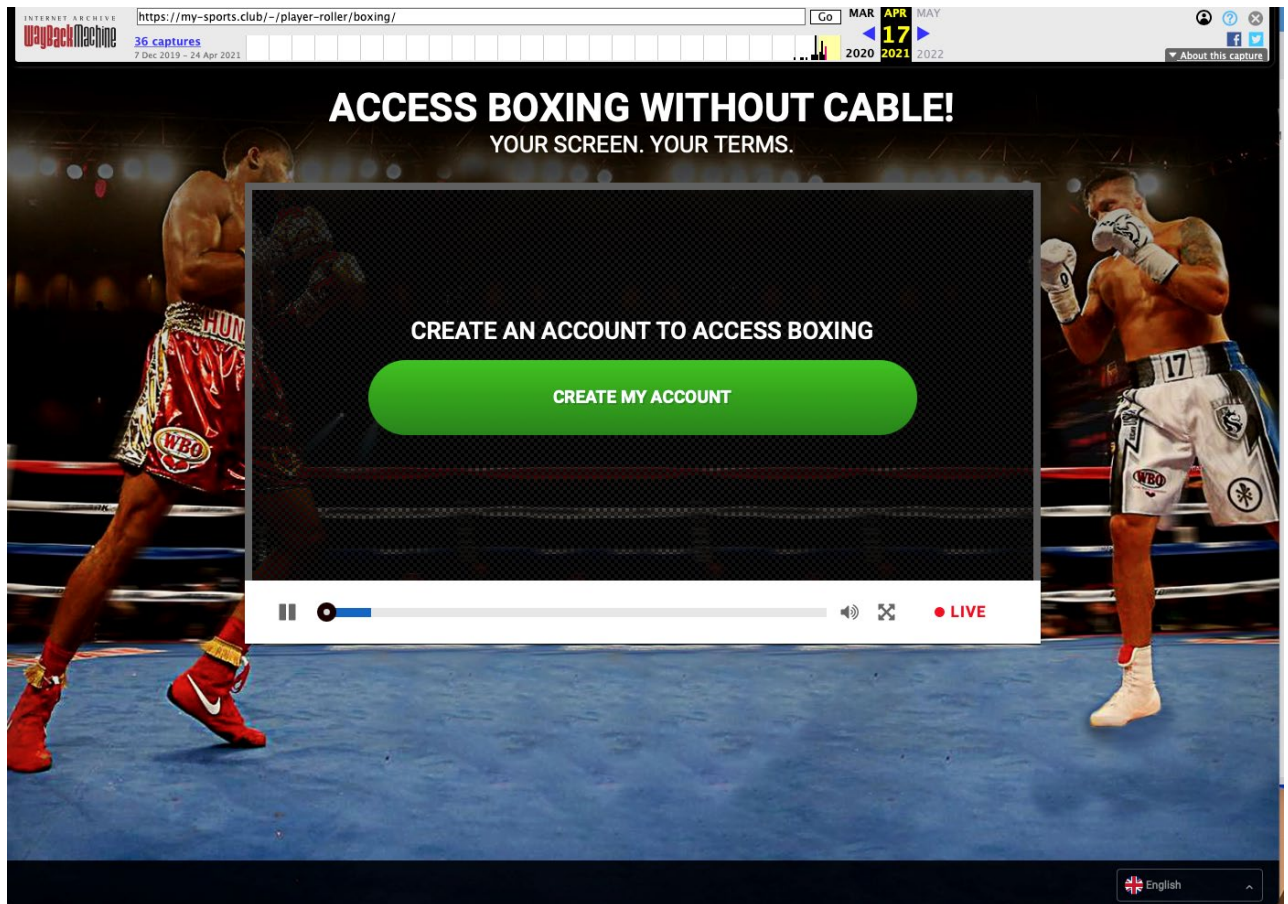 INTERNET ARCHIVE
WayBackMachine
https://my-sports.club/-/player-roller/boxing/
Go
MAR APR MAY
36 captures
17
7 Dec 2019 – 24 Apr 2021
2020 2021 2022
▼ About this capture
ACCESS BOXING WITHOUT CABLE!
YOUR SCREEN. YOUR TERMS.
HUN
17
CREATE AN ACCOUNT TO ACCESS BOXING
CREATE MY ACCOUNT
WBO
WBO
LIVE
English